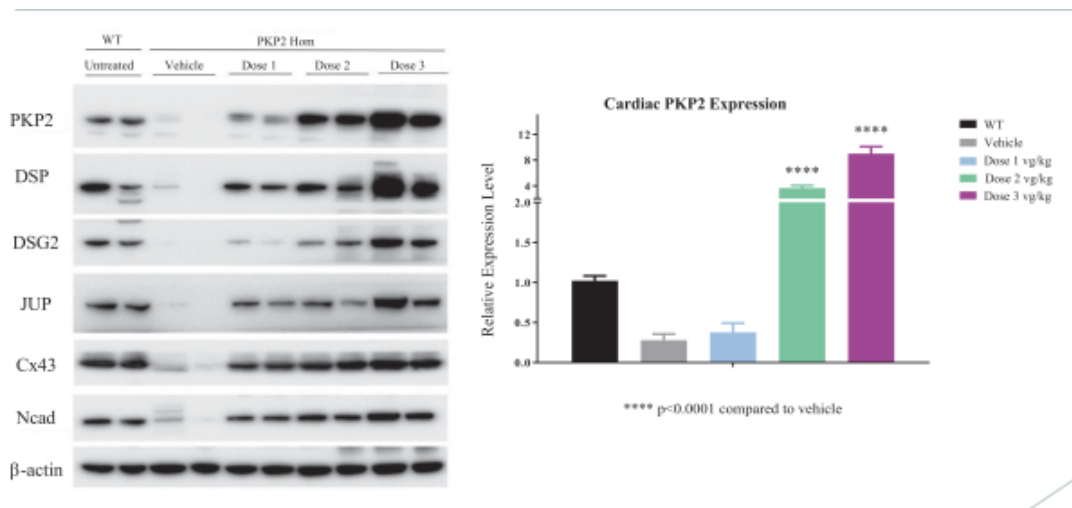 WT
PKP2 Hom
Untreated
Vehicle
Dose 1
Dose 2
Dose 3
PKP2
DSP
DSG2
JUP
Cx43
Ncad
β-actin
Cardiac PKP2 Expression
Relative Expression Level
12
8
4
2.0
1.5
1.0
0.5
0.0
****
****
WT
Vehicle
Dose 1 vg/kg
Dose 2 vg/kg
Dose 3 vg/kg
**** p<0.0001 compared to vehicle